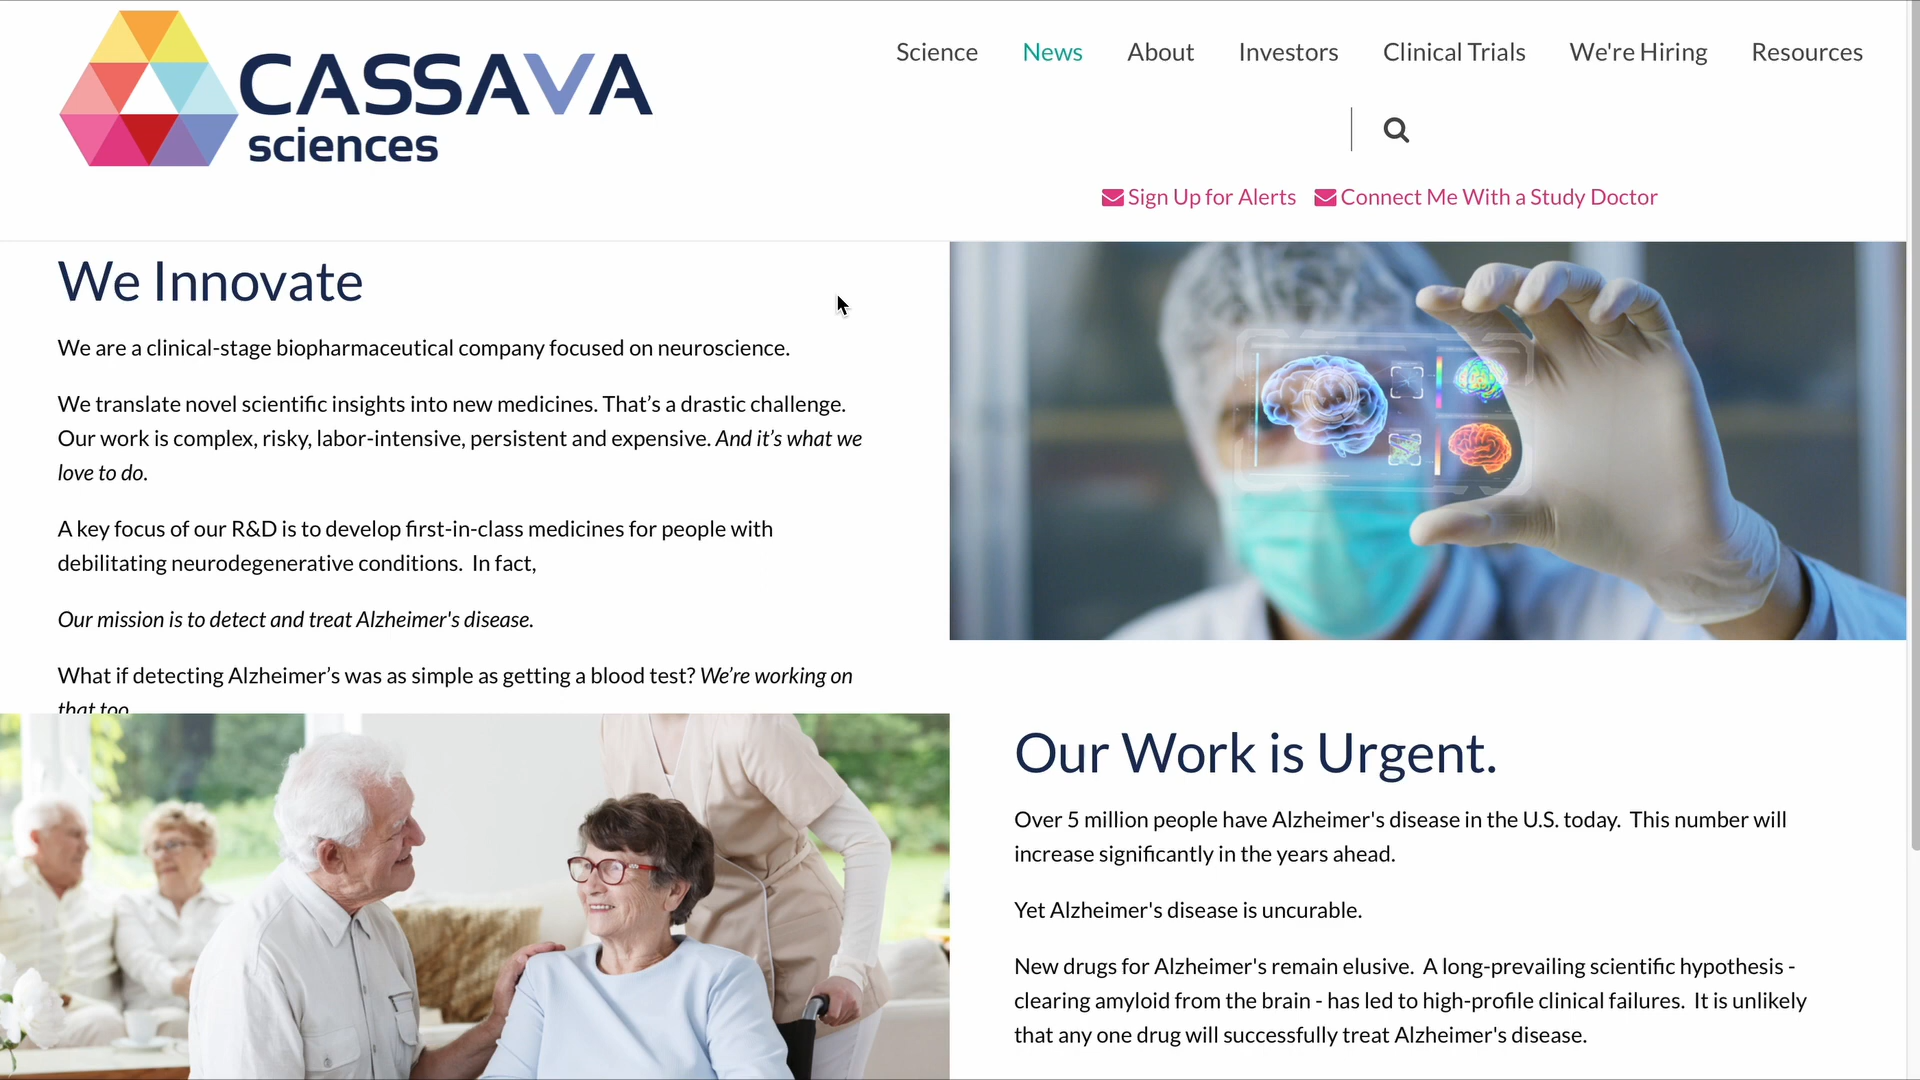 CASSAVA
sciences
Science News About Investors Clinical Trials We're Hiring Resources
Sign Up for Alerts Connect Me With a Study Doctor
We Innovate
We are a clinical-stage biopharmaceutical company focused on neuroscience.
We translate novel scientific insights into new medicines. That’s a drastic challenge.
Our work is complex, risky, labor-intensive, persistent and expensive. And it’s what we
love to do.
A key focus of our R&D is to develop first-in-class medicines for people with
debilitating neurodegenerative conditions.  In fact,
Our mission is to detect and treat Alzheimer's disease.
What if detecting Alzheimer’s was as simple as getting a blood test? We’re working on
that too
Our Work is Urgent.
Over 5 million people have Alzheimer's disease in the U.S. today.  This number will
increase significantly in the years ahead.
Yet Alzheimer's disease is uncurable.
New drugs for Alzheimer's remain elusive.  A long-prevailing scientific hypothesis -
clearing amyloid from the brain - has led to high-profile clinical failures.  It is unlikely
that any one drug will successfully treat Alzheimer's disease.